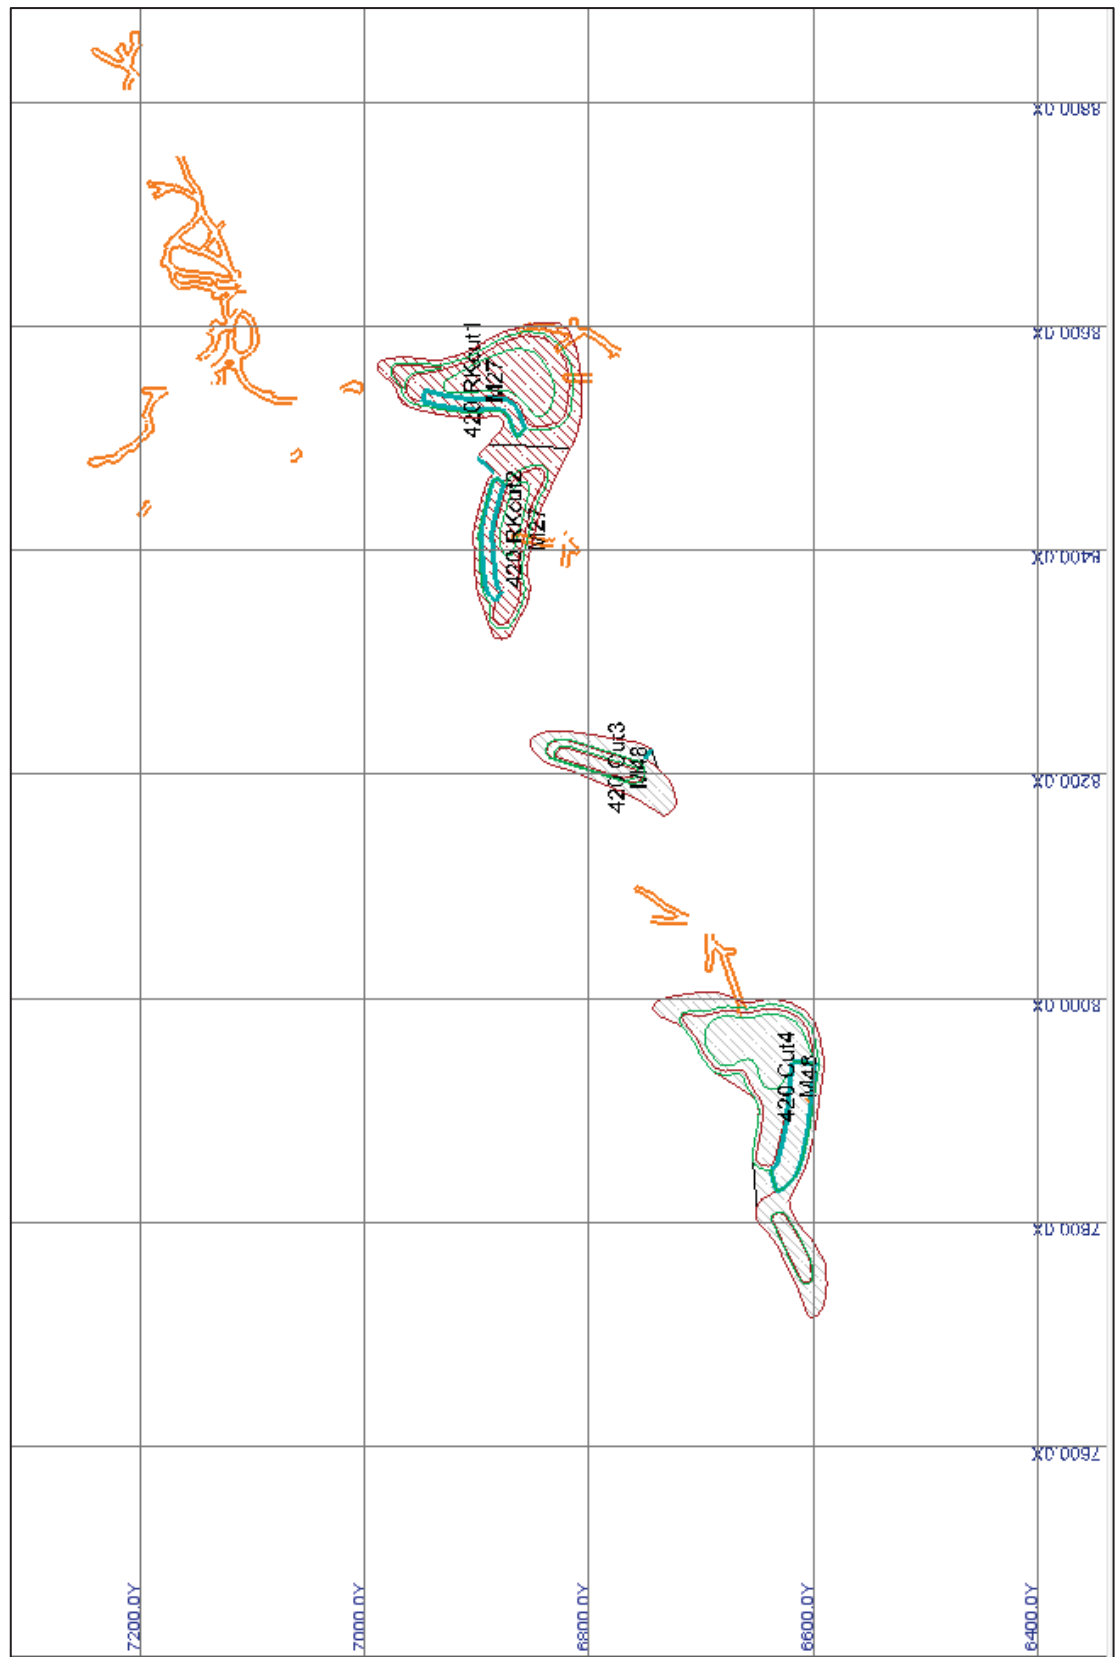 8800.0X
8600.0X
420 RKcut1
M27
420 RKcut2
M27
8400.0X
420 Cut3
M48
8200.0X
8000.0X
420 Cut4
M48
7800.0X
7600.0X
7200.0Y
7000.0Y
6800.0Y
6600.0Y
6400.0Y